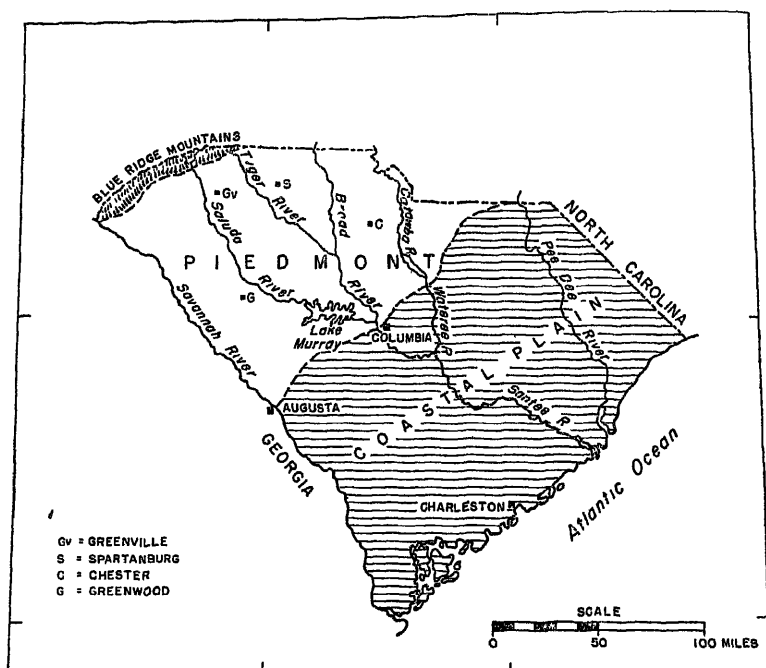 BLUE RIDGE MOUNTAINS
Gv
S
Tiger River
Broad River
C
Catawba R.
Saluda River
PIEDMONT
G
Savannah River
Lake
Murray
COLUMBIA
Wateree R
NORTH CAROLINA
Pee Dee River
COASTAL PLAIN
Santee R
AUGUSTA
GEORGIA
CHARLESTON
Atlantic Ocean
Gv = GREENVILLE
S = SPARTANBURG
C = CHESTER
G = GREENWOOD
SCALE
0 50 100 MILES